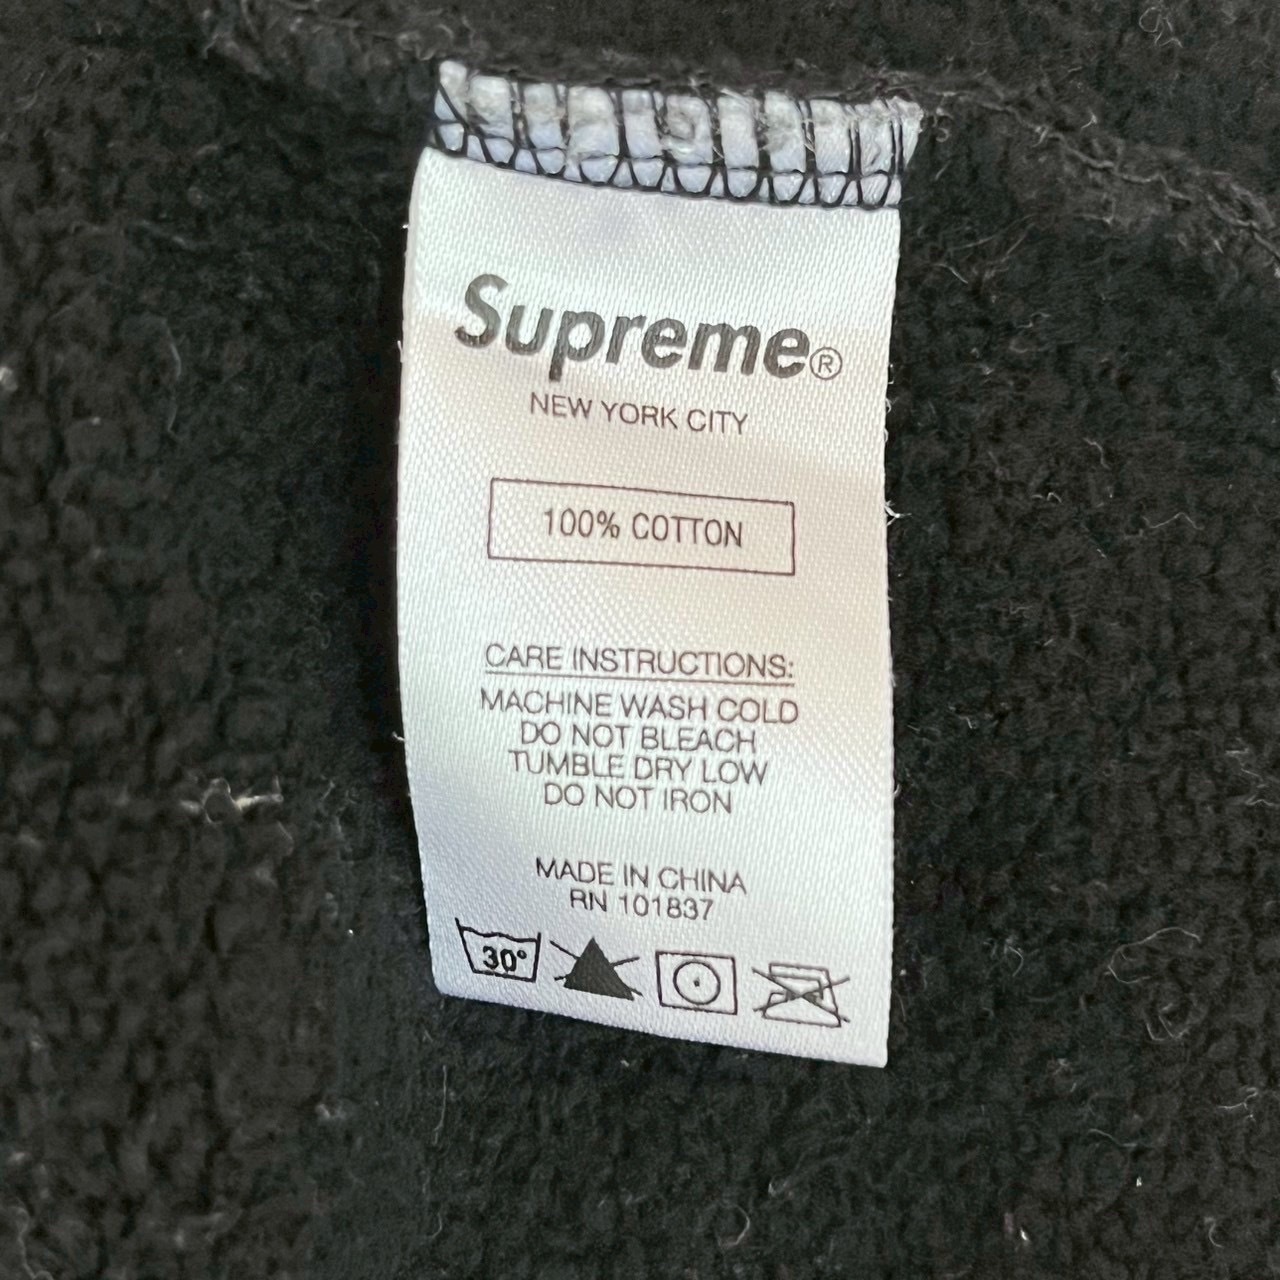 Supreme®
NEW YORK CITY
100% COTTON
CARE INSTRUCTIONS:
MACHINE WASH COLD
DO NOT BLEACH
TUMBLE DRY LOW
DO NOT IRON
MADE IN CHINA
RN 101837
30°